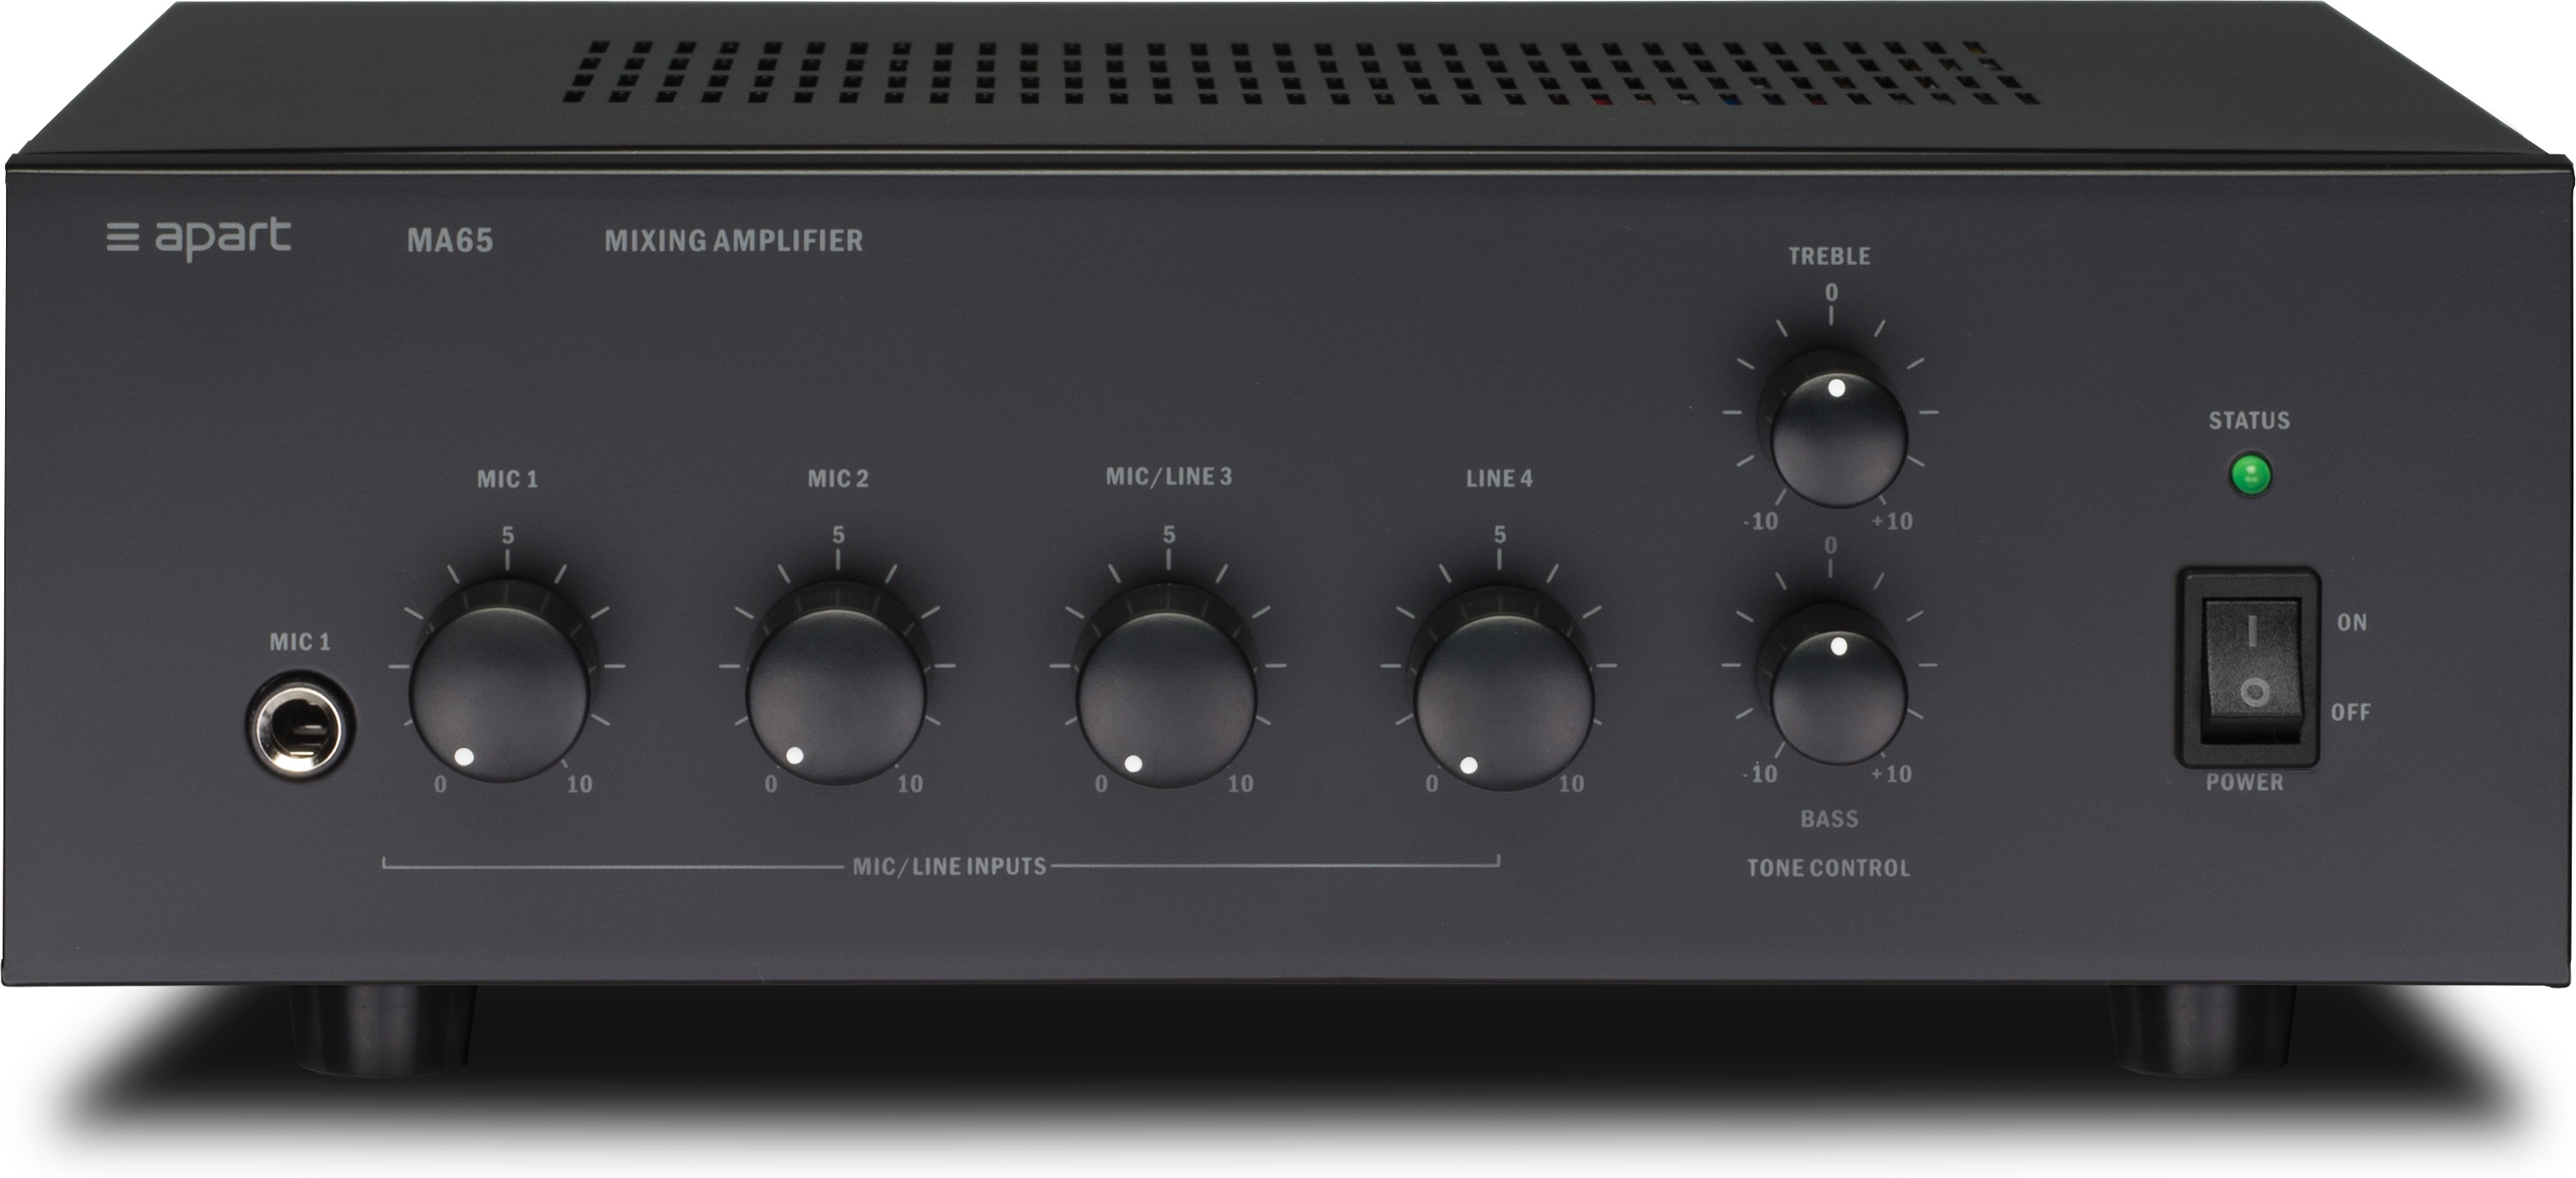 apart MA65 MIXING AMPLIFIER
MIC 1
MIC 1
5
0 10
MIC 2
5
0 10
MIC/LINE 3
5
0 10
LINE 4
5
0 10
MIC/LINE INPUTS
TREBLE
0
-10 +10
0
-10 +10
BASS
TONE CONTROL
STATUS
ON
OFF
POWER